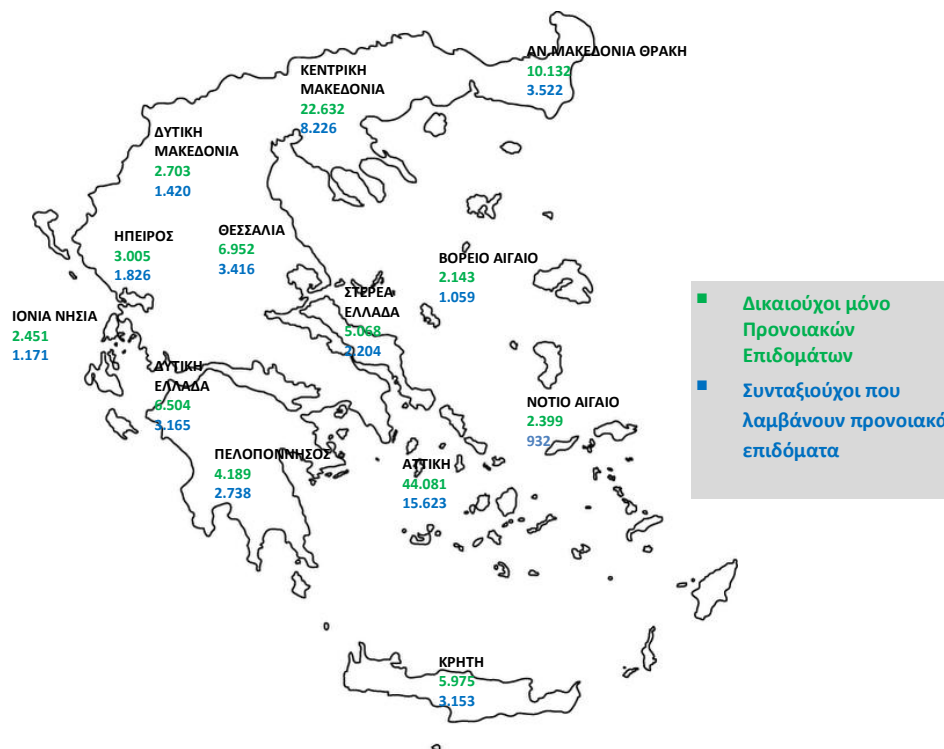 ΑΝ.ΜΑΚΕΔΟΝΙΑ ΘΡΑΚΗ
10.132
3.522
ΚΕΝΤΡΙΚΗ
ΜΑΚΕΔΟΝΙΑ
22.632
8.226
ΔΥΤΙΚΗ
ΜΑΚΕΔΟΝΙΑ
2.703
1.420
ΗΠΕΙΡΟΣ
3.005
1.826
ΘΕΣΣΑΛΙΑ
6.952
3.416
ΒΟΡΕΙΟ ΑΙΓΑΙΟ
2.143
1.059
ΣΤΕΡΕΑ
ΕΛΛΑΔΑ
5.068
2.204
ΙΟΝΙΑ ΝΗΣΙΑ
2.451
1.171
ΔΥΤΙΚΗ
ΕΛΛΑΔΑ
6.504
3.165
ΝΟΤΙΟ ΑΙΓΑΙΟ
2.399
932
ΠΕΛΟΠΟΝΝΗΣΟΣ
4.189
2.738
ΑΤΤΙΚΗ
44.081
15.623
ΚΡΗΤΗ
5.975
3.153
Δικαιούχοι μόνο
Προνοιακών
Επιδομάτων
Συνταξιούχοι που
λαμβάνουν προνοιακά
επιδόματα